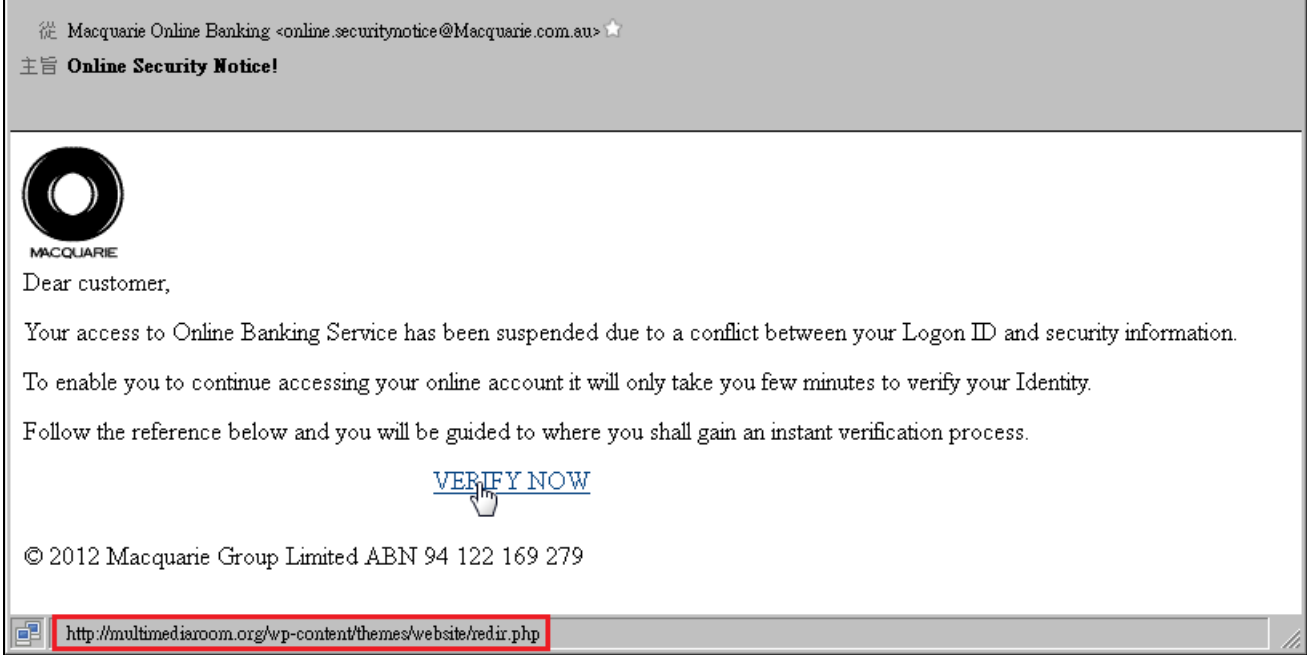 從 Macquarie Online Banking <online.securitynotice@Macquarie.com.au>
主旨 Online Security Notice!
MACQUARIE
Dear customer,
Your access to Online Banking Service has been suspended due to a conflict between your Logon ID and security information.
To enable you to continue accessing your online account it will only take you few minutes to verify your Identity.
Follow the reference below and you will be guided to where you shall gain an instant verification process.
VERIFY NOW
© 2012 Macquarie Group Limited ABN 94 122 169 279
http://multimediaroom.org/wp-content/themes/website/redir.php